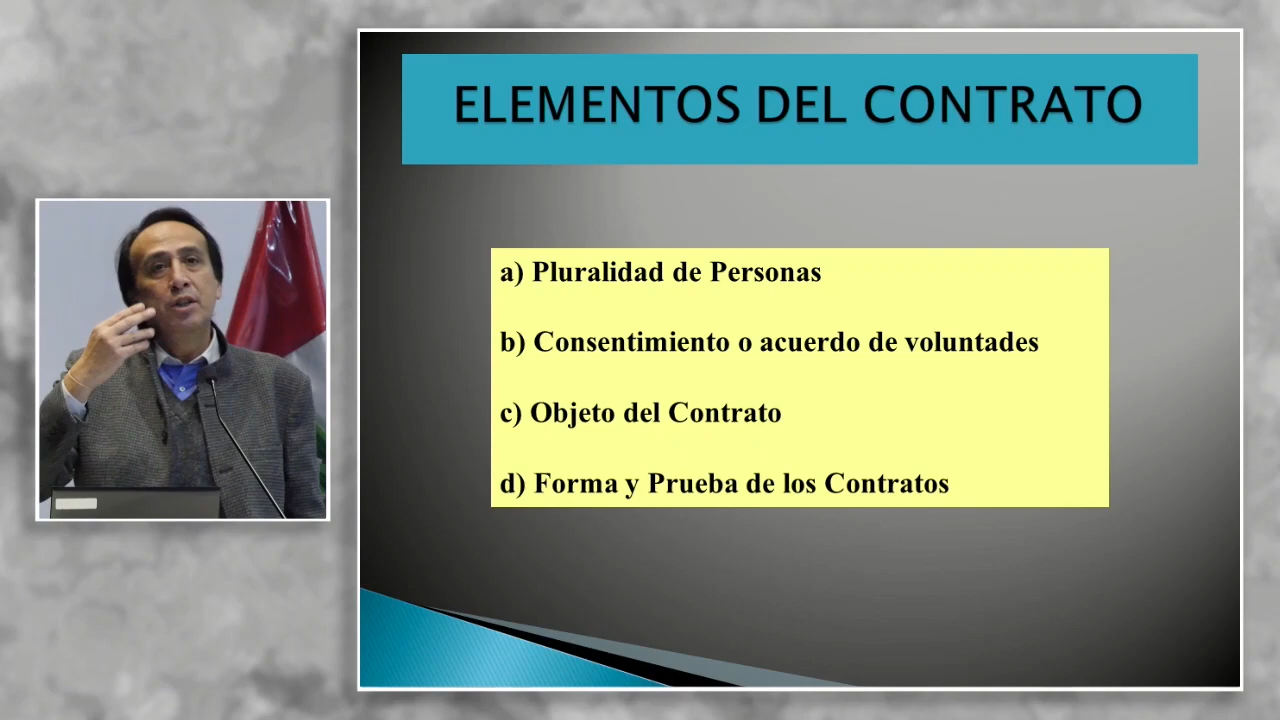 ELEMENTOS DEL CONTRATO
a) Pluralidad de Personas
b) Consentimiento o acuerdo de voluntades
c) Objeto del Contrato
d) Forma y Prueba de los Contratos